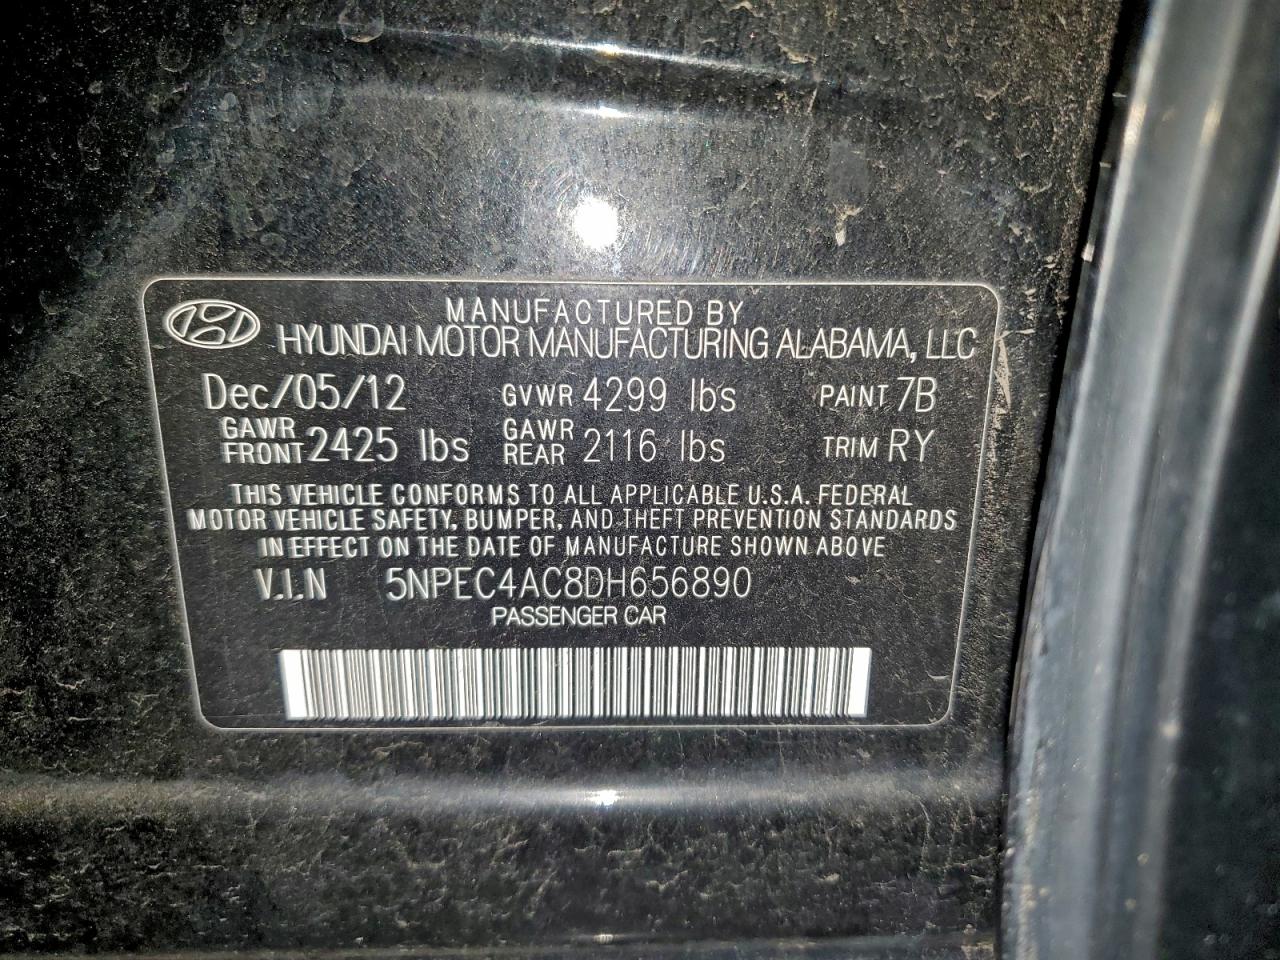 MANUFACTURED BY
HYUNDAI MOTOR MANUFACTURING ALABAMA, LLC
Dec/05/12 GVWR 4299 lbs PAINT 7B
GAWR FRONT 2425 lbs GAWR REAR 2116 lbs TRIM RY
THIS VEHICLE CONFORMS TO ALL APPLICABLE U.S.A. FEDERAL
MOTOR VEHICLE SAFETY, BUMPER, AND THEFT PREVENTION STANDARDS
IN EFFECT ON THE DATE OF MANUFACTURE SHOWN ABOVE
V.I.N 5NPEC4AC8DH656890
PASSENGER CAR